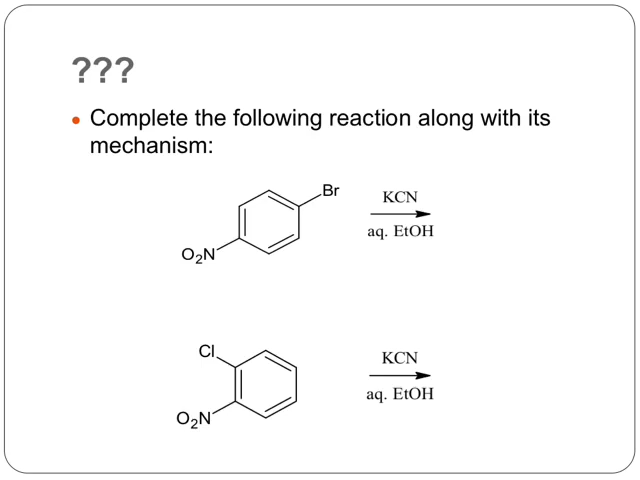 ???
• Complete the following reaction along with its
mechanism:
Br
KCN
aq. EtOH
O₂N
Cl
KCN
aq. EtOH
O₂N